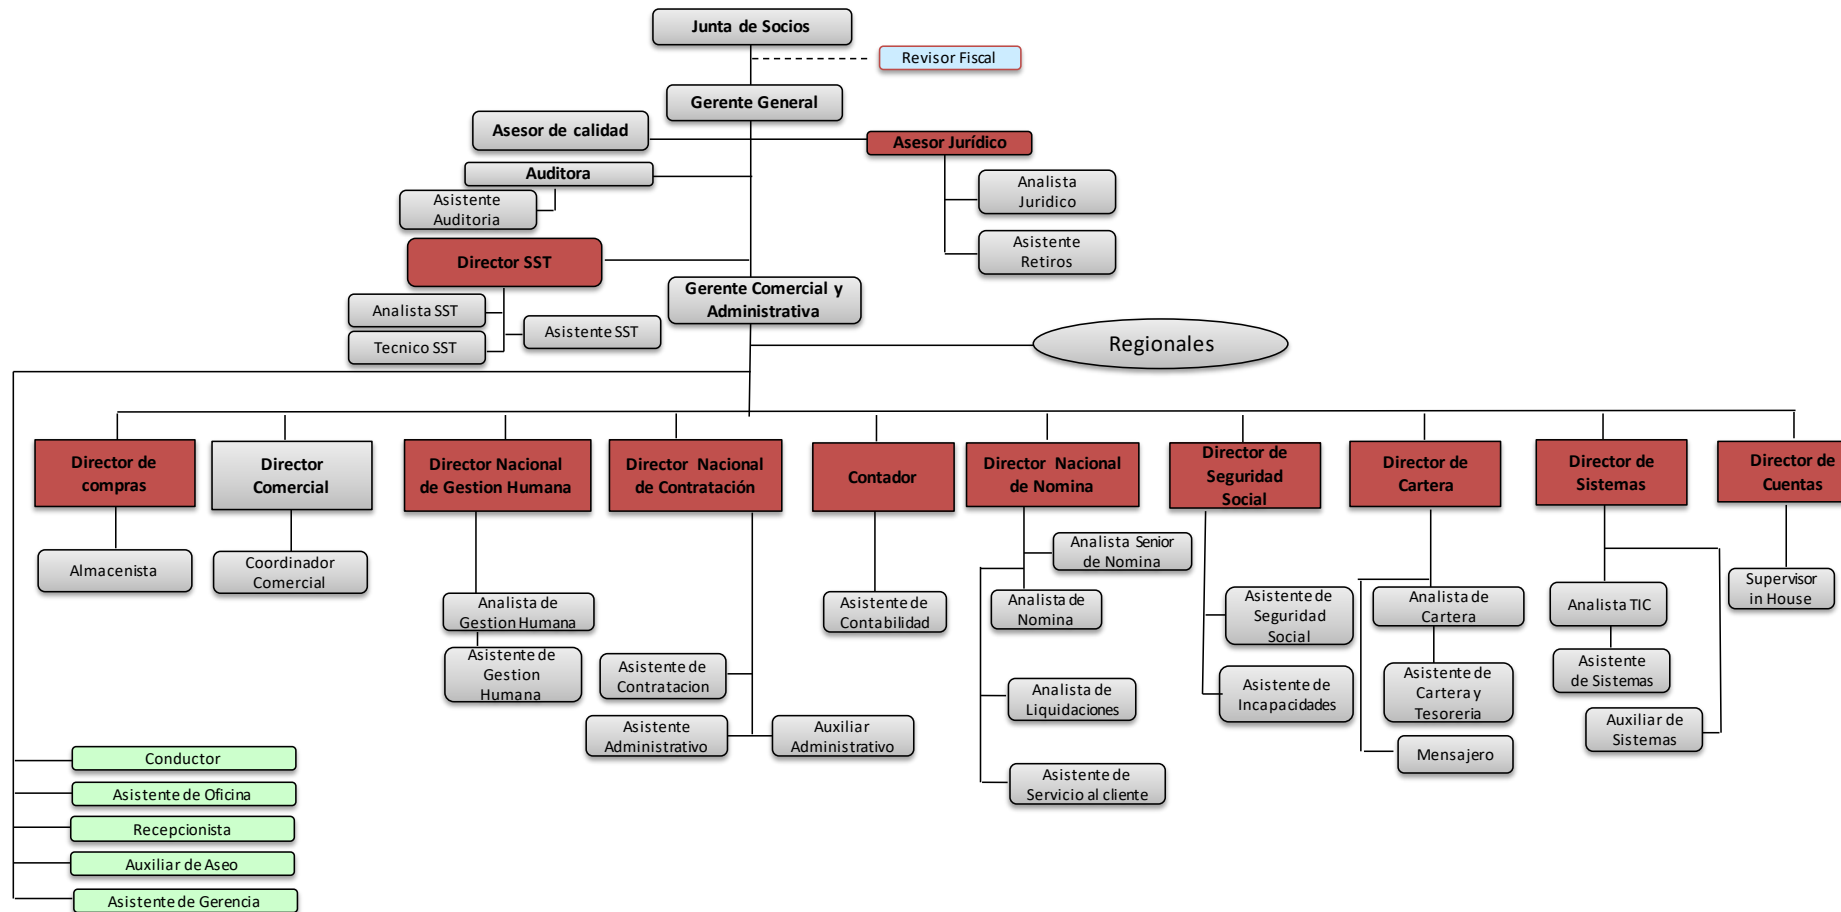 Junta de Socios
Revisor Fiscal
Gerente General
Asesor de calidad
Asesor Jurídico
Auditora
Analista
Juridico
Asistente
Auditoria
Asistente
Retiros
Director SST
Gerente Comercial y
Administrativa
Analista SST
Asistente SST
Tecnico SST
Regionales
Director de
compras
Director
Comercial
Director Nacional
de Gestion Humana
Director Nacional
de Contratación
Contador
Director Nacional
de Nomina
Director de
Seguridad
Social
Director de
Cartera
Director de
Sistemas
Director de
Cuentas
Almacenista
Coordinador
Comercial
Analista de
Gestion Humana
Asistente de
Gestion
Humana
Asistente de
Contratacion
Asistente
Administrativo
Auxiliar
Administrativo
Asistente de
Contabilidad
Analista Senior
de Nomina
Analista de
Nomina
Analista de
Liquidaciones
Asistente de
Servicio al cliente
Asistente de
Seguridad
Social
Asistente de
Incapacidades
Analista de
Cartera
Asistente de
Cartera y
Tesoreria
Mensajero
Analista TIC
Asistente
de Sistemas
Auxiliar de
Sistemas
Supervisor
in House
Conductor
Asistente de Oficina
Recepcionista
Auxiliar de Aseo
Asistente de Gerencia